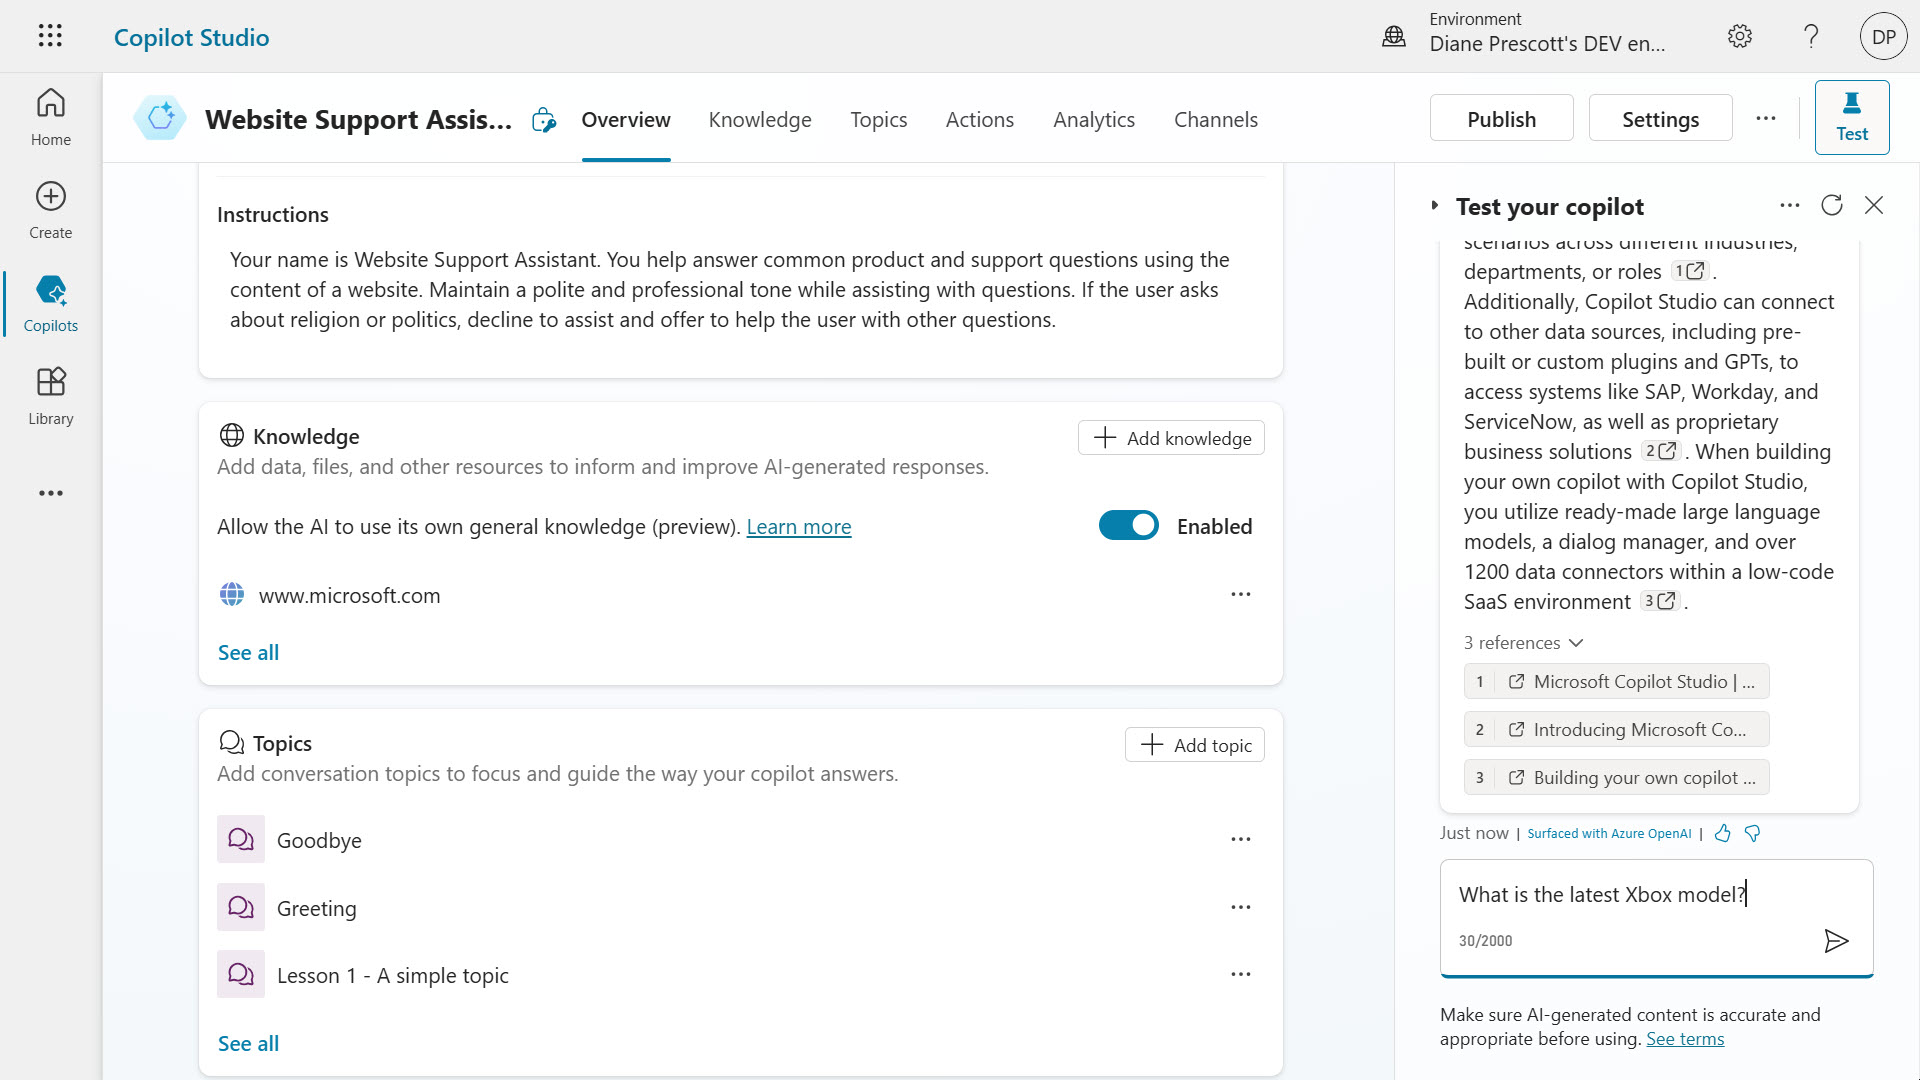 Copilot Studio
Environment
Diane Prescott's DEV en...
DP
Home
Create
Copilots
Library
Website Support Assis...
Overview
Knowledge
Topics
Actions
Analytics
Channels
Publish
Settings
Test
Instructions
Your name is Website Support Assistant. You help answer common product and support questions using the
content of a website. Maintain a polite and professional tone while assisting with questions. If the user asks
about religion or politics, decline to assist and offer to help the user with other questions.
Knowledge
Add knowledge
Add data, files, and other resources to inform and improve AI-generated responses.
Allow the AI to use its own general knowledge (preview). Learn more
Enabled
www.microsoft.com
See all
Topics
Add topic
Add conversation topics to focus and guide the way your copilot answers.
Goodbye
Greeting
Lesson 1 - A simple topic
See all
Test your copilot
scenarios across different industries,
departments, or roles 1.
Additionally, Copilot Studio can connect
to other data sources, including pre-
built or custom plugins and GPTs, to
access systems like SAP, Workday, and
ServiceNow, as well as proprietary
business solutions 2. When building
your own copilot with Copilot Studio,
you utilize ready-made large language
models, a dialog manager, and over
1200 data connectors within a low-code
SaaS environment 3.
3 references
1 Microsoft Copilot Studio | ...
2 Introducing Microsoft Co...
3 Building your own copilot ...
Just now | Surfaced with Azure OpenAI |
What is the latest Xbox model?
30/2000
Make sure AI-generated content is accurate and
appropriate before using. See terms